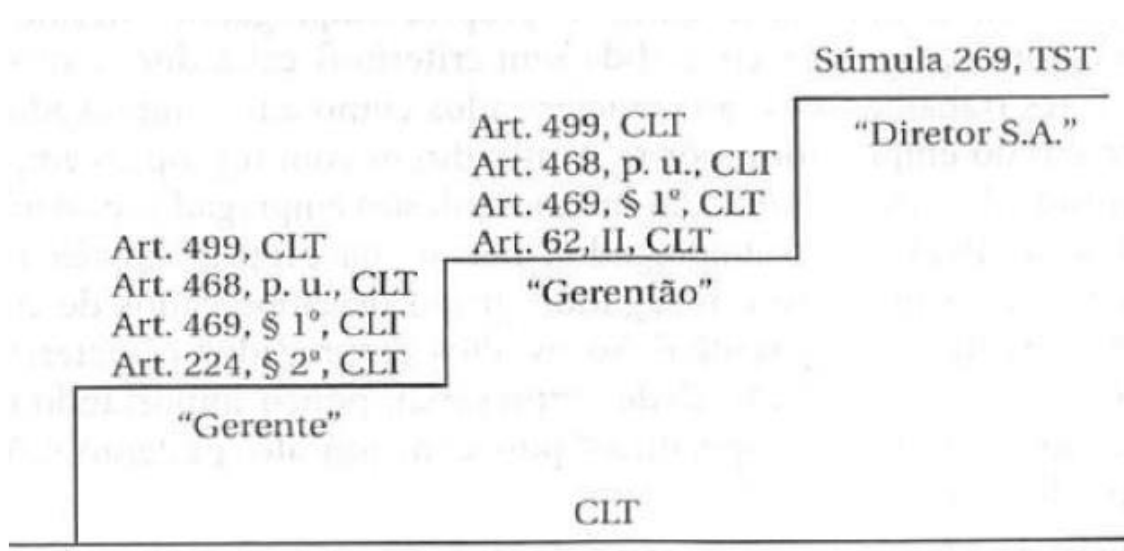 Súmula 269, TST
"Diretor S.A."
Art. 499, CLT
Art. 468, p. u., CLT
Art. 469, § 1º, CLT
Art. 62, II, CLT
"Gerentão"
Art. 499, CLT
Art. 468, p. u., CLT
Art. 469, § 1º, CLT
Art. 224, § 2º, CLT
"Gerente"
CLT